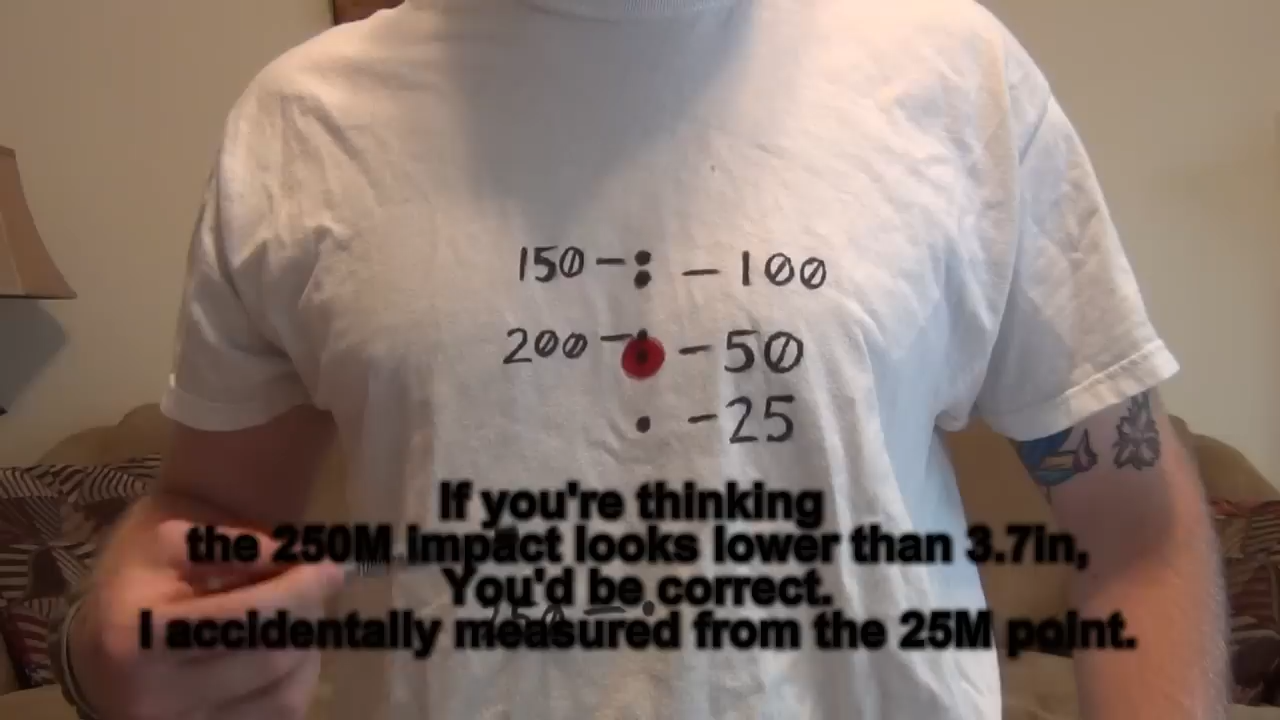 150 - : - 100
200 - - 50
. - 25
If you're thinking
the 250M impact looks lower than 3.7in,
You'd be correct.
250 - .
I accidentally measured from the 25M point.